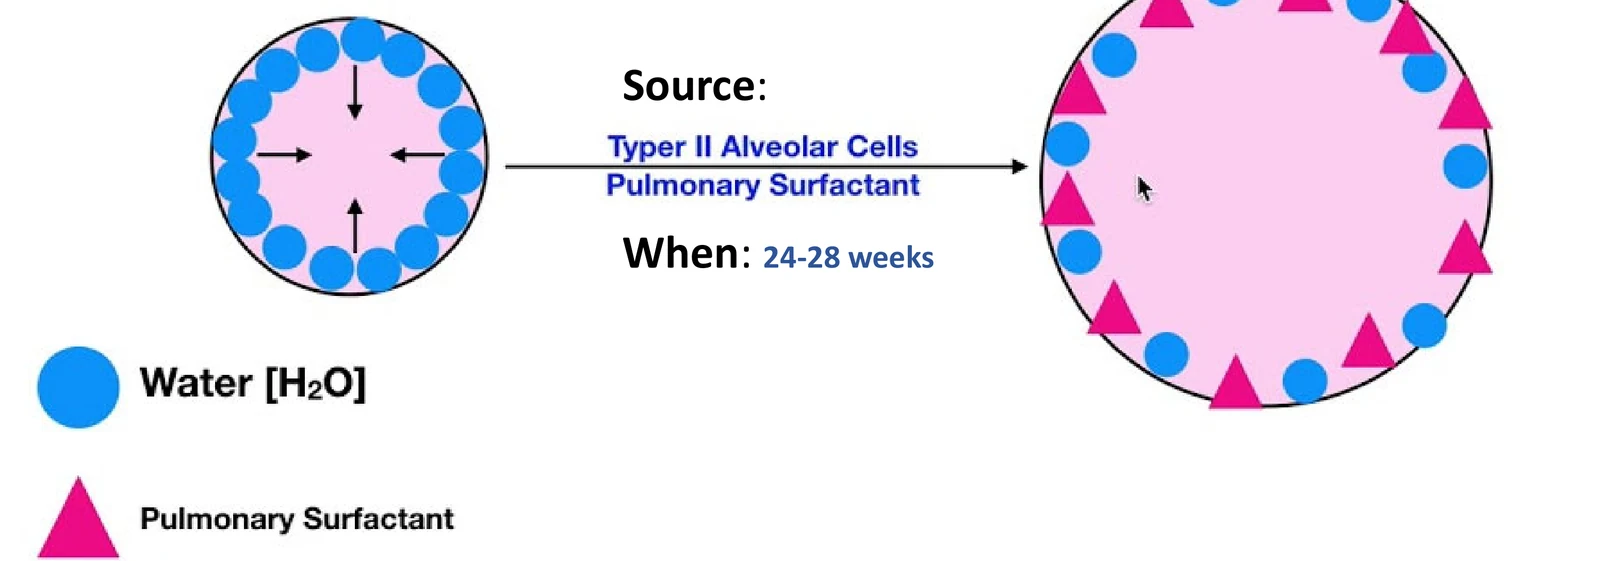 Source:
Typer II Alveolar Cells
Pulmonary Surfactant
When: 24-28 weeks
Water [H₂O]
Pulmonary Surfactant